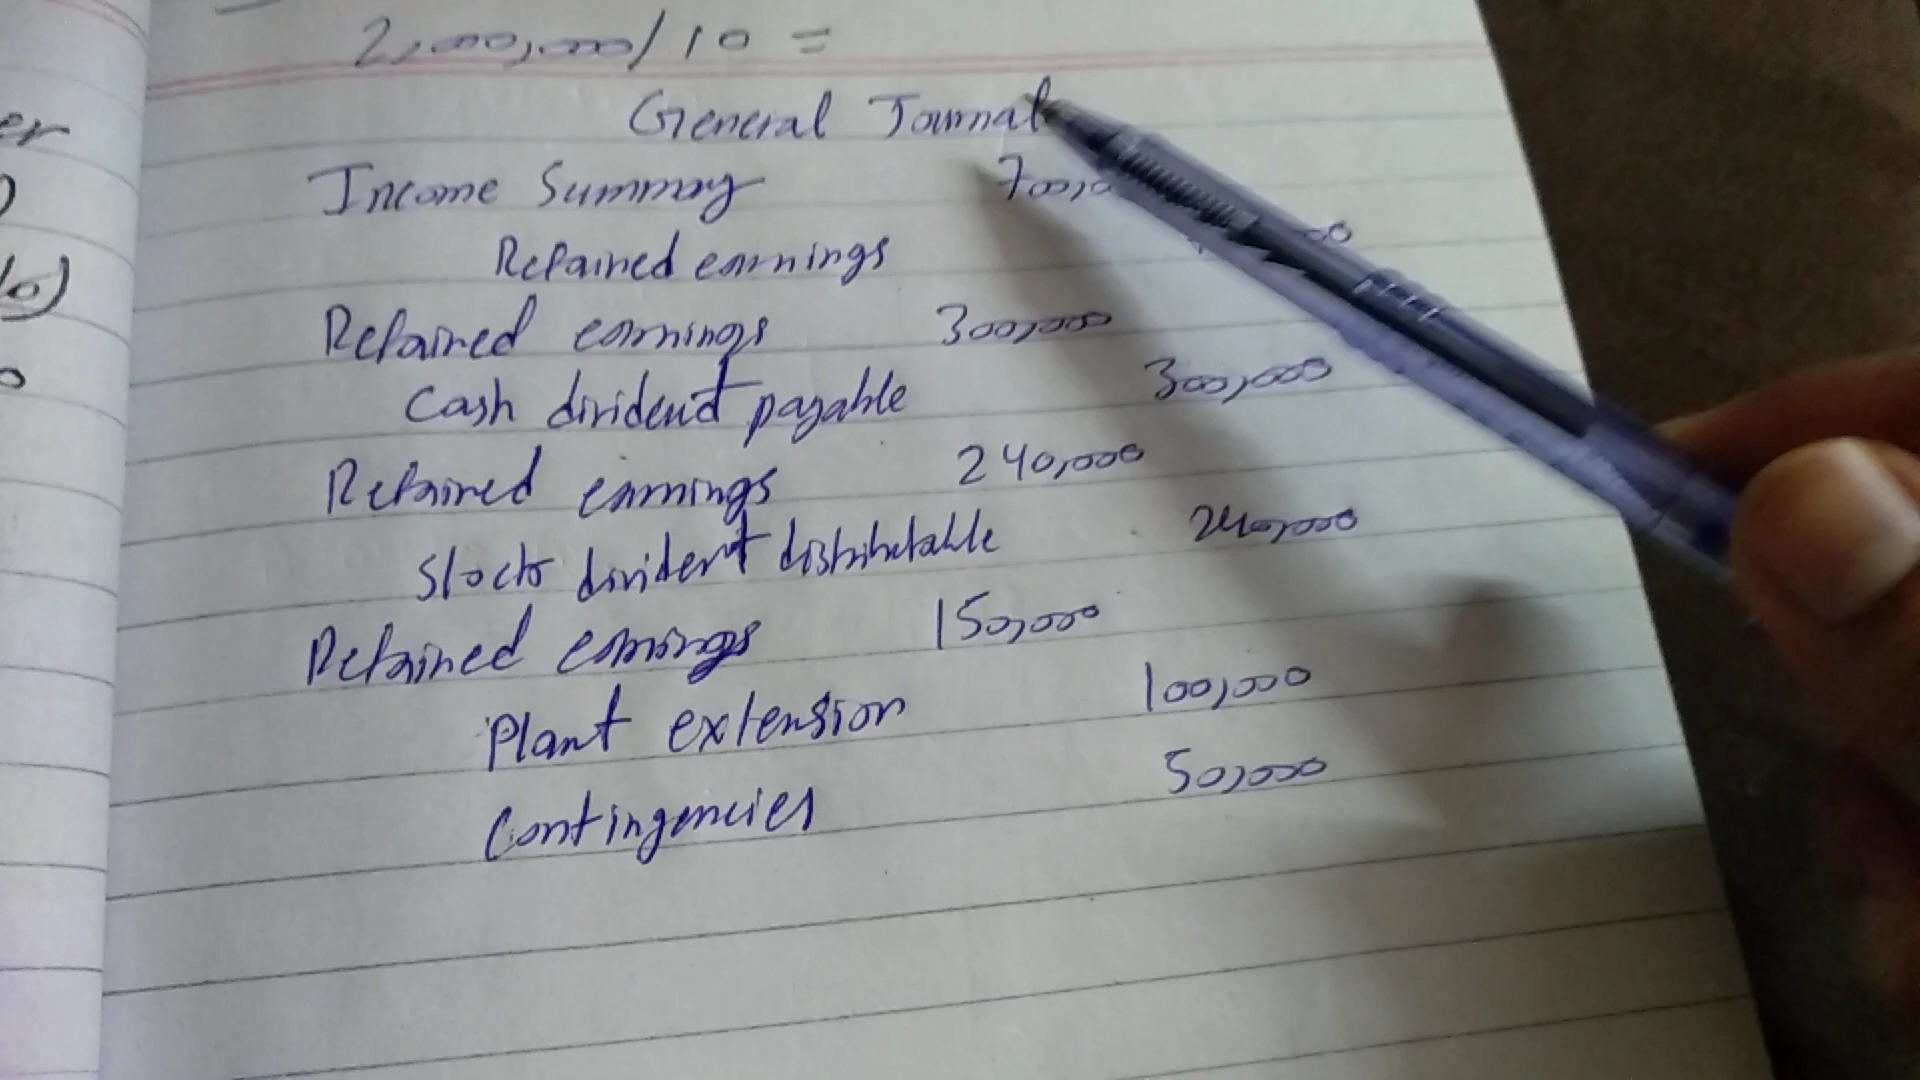 er
)
10)
2,000,000/10 =
General Journal
Income Summary
Retained earnings
Retained earnings 300,000
Cash dividend payable 300,000
Retained earnings 240,000
Stock dividend distributable 240,000
Retained earnings 150,000
Plant extension 100,000
Contingencies 50,000